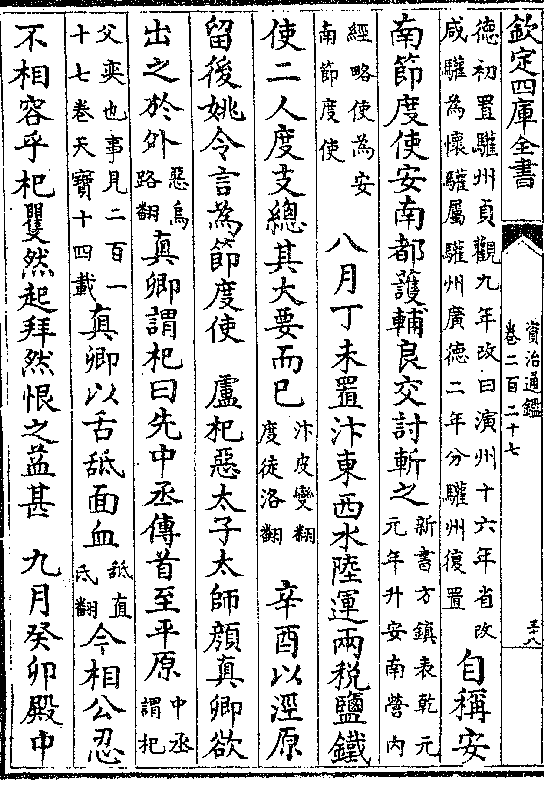 欽定四庫全書
資治通鑑
卷二百二十七
德初置驩州貞觀九年改曰演州十六年省改
咸驩為懷驩屬驩州廣德二年分驩州復置
自稱安
南節度使安南都護輔良交討斬之
新書方鎮表乾元
元年升安南管內
經略使為安
南節度使
八月丁未置汴東西水陸運兩税鹽鐵
使二人度支總其大要而已
汴皮變翻
度徒洛翻
辛酉以涇原
留後姚令言為節度使 盧杞惡太子太師顔真卿欲
出之於外
惡烏
路翻
真卿謂杞曰先中丞傳首至平原
中丞
謂杞
父奕也事見二百一
十七卷天寶十四載
真卿以舌舐面血
舐直
氏翻
今相公忍
不相容乎杞矍然起拜然恨之益甚 九月癸卯殿中